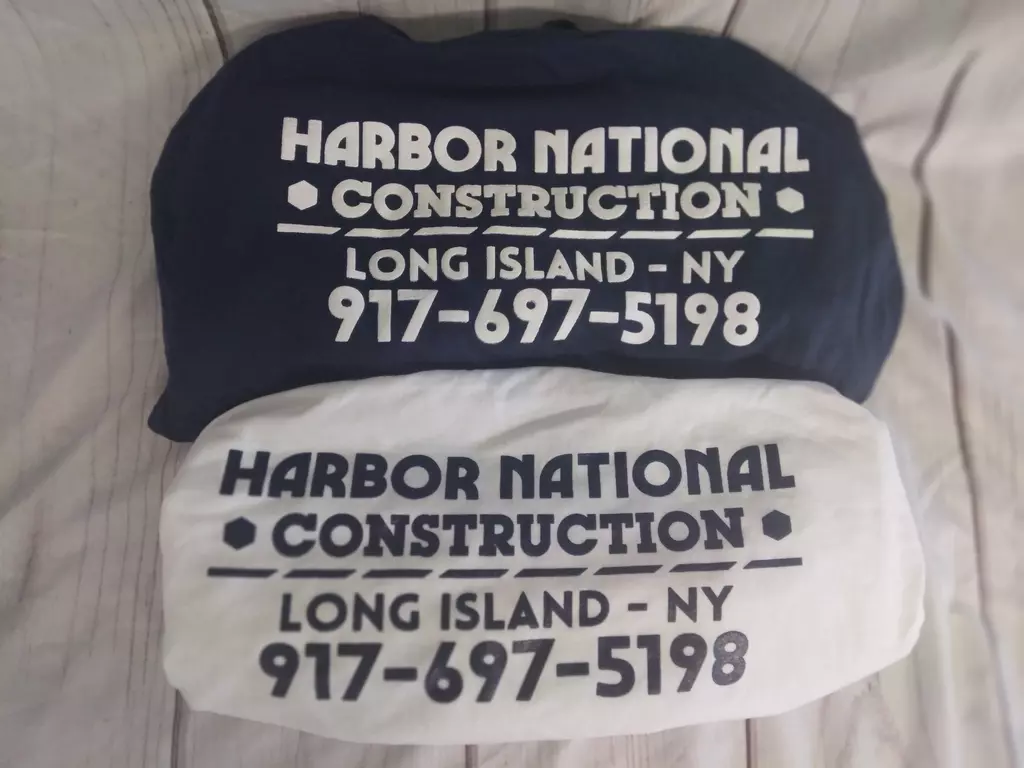 HARBOR NATIONAL
CONSTRUCTION
LONG ISLAND - NY
917-697-5198
HARBOR NATIONAL
CONSTRUCTION
LONG ISLAND - NY
917-697-5198